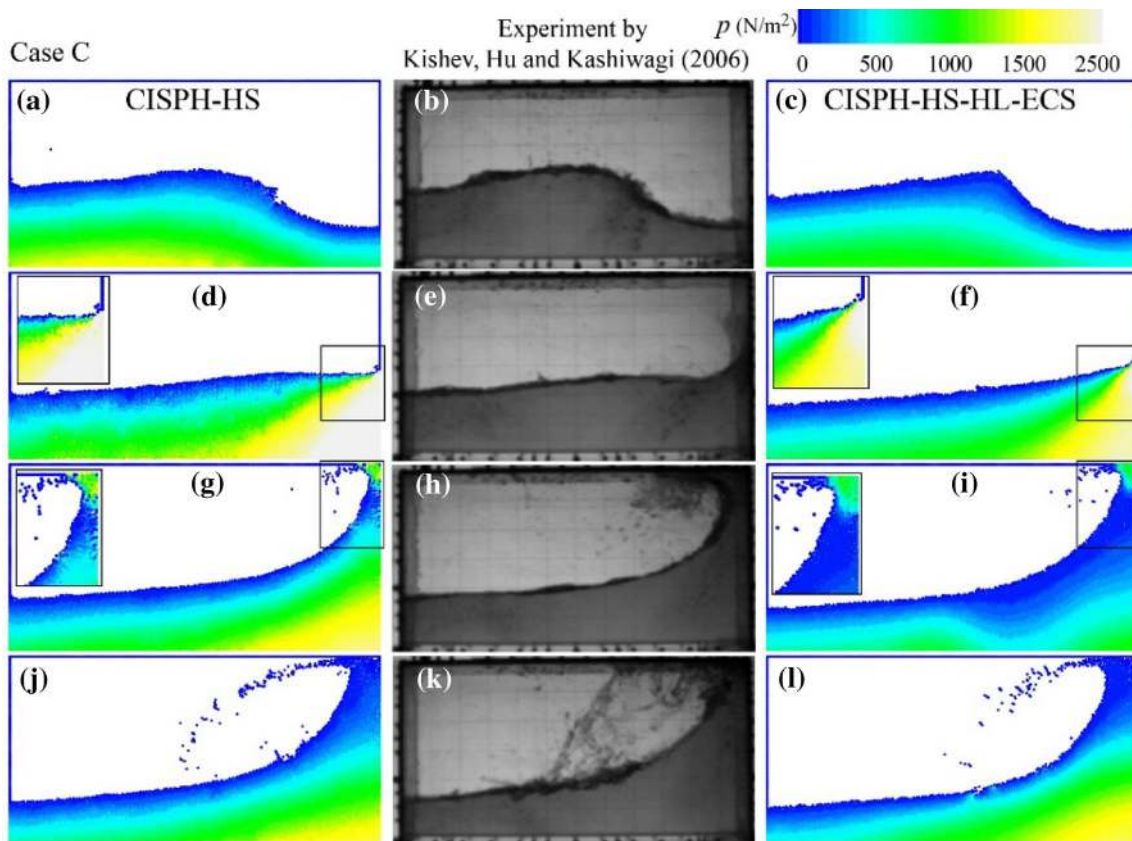 Case C
Experiment by
Kishev, Hu and Kashiwagi (2006)
p (N/m²)
0 500 1000 1500 2500
(a) CISPH-HS
(b)
(c) CISPH-HS-HL-ECS
(d)
(e)
(f)
(g)
(h)
(i)
(j)
(k)
(l)